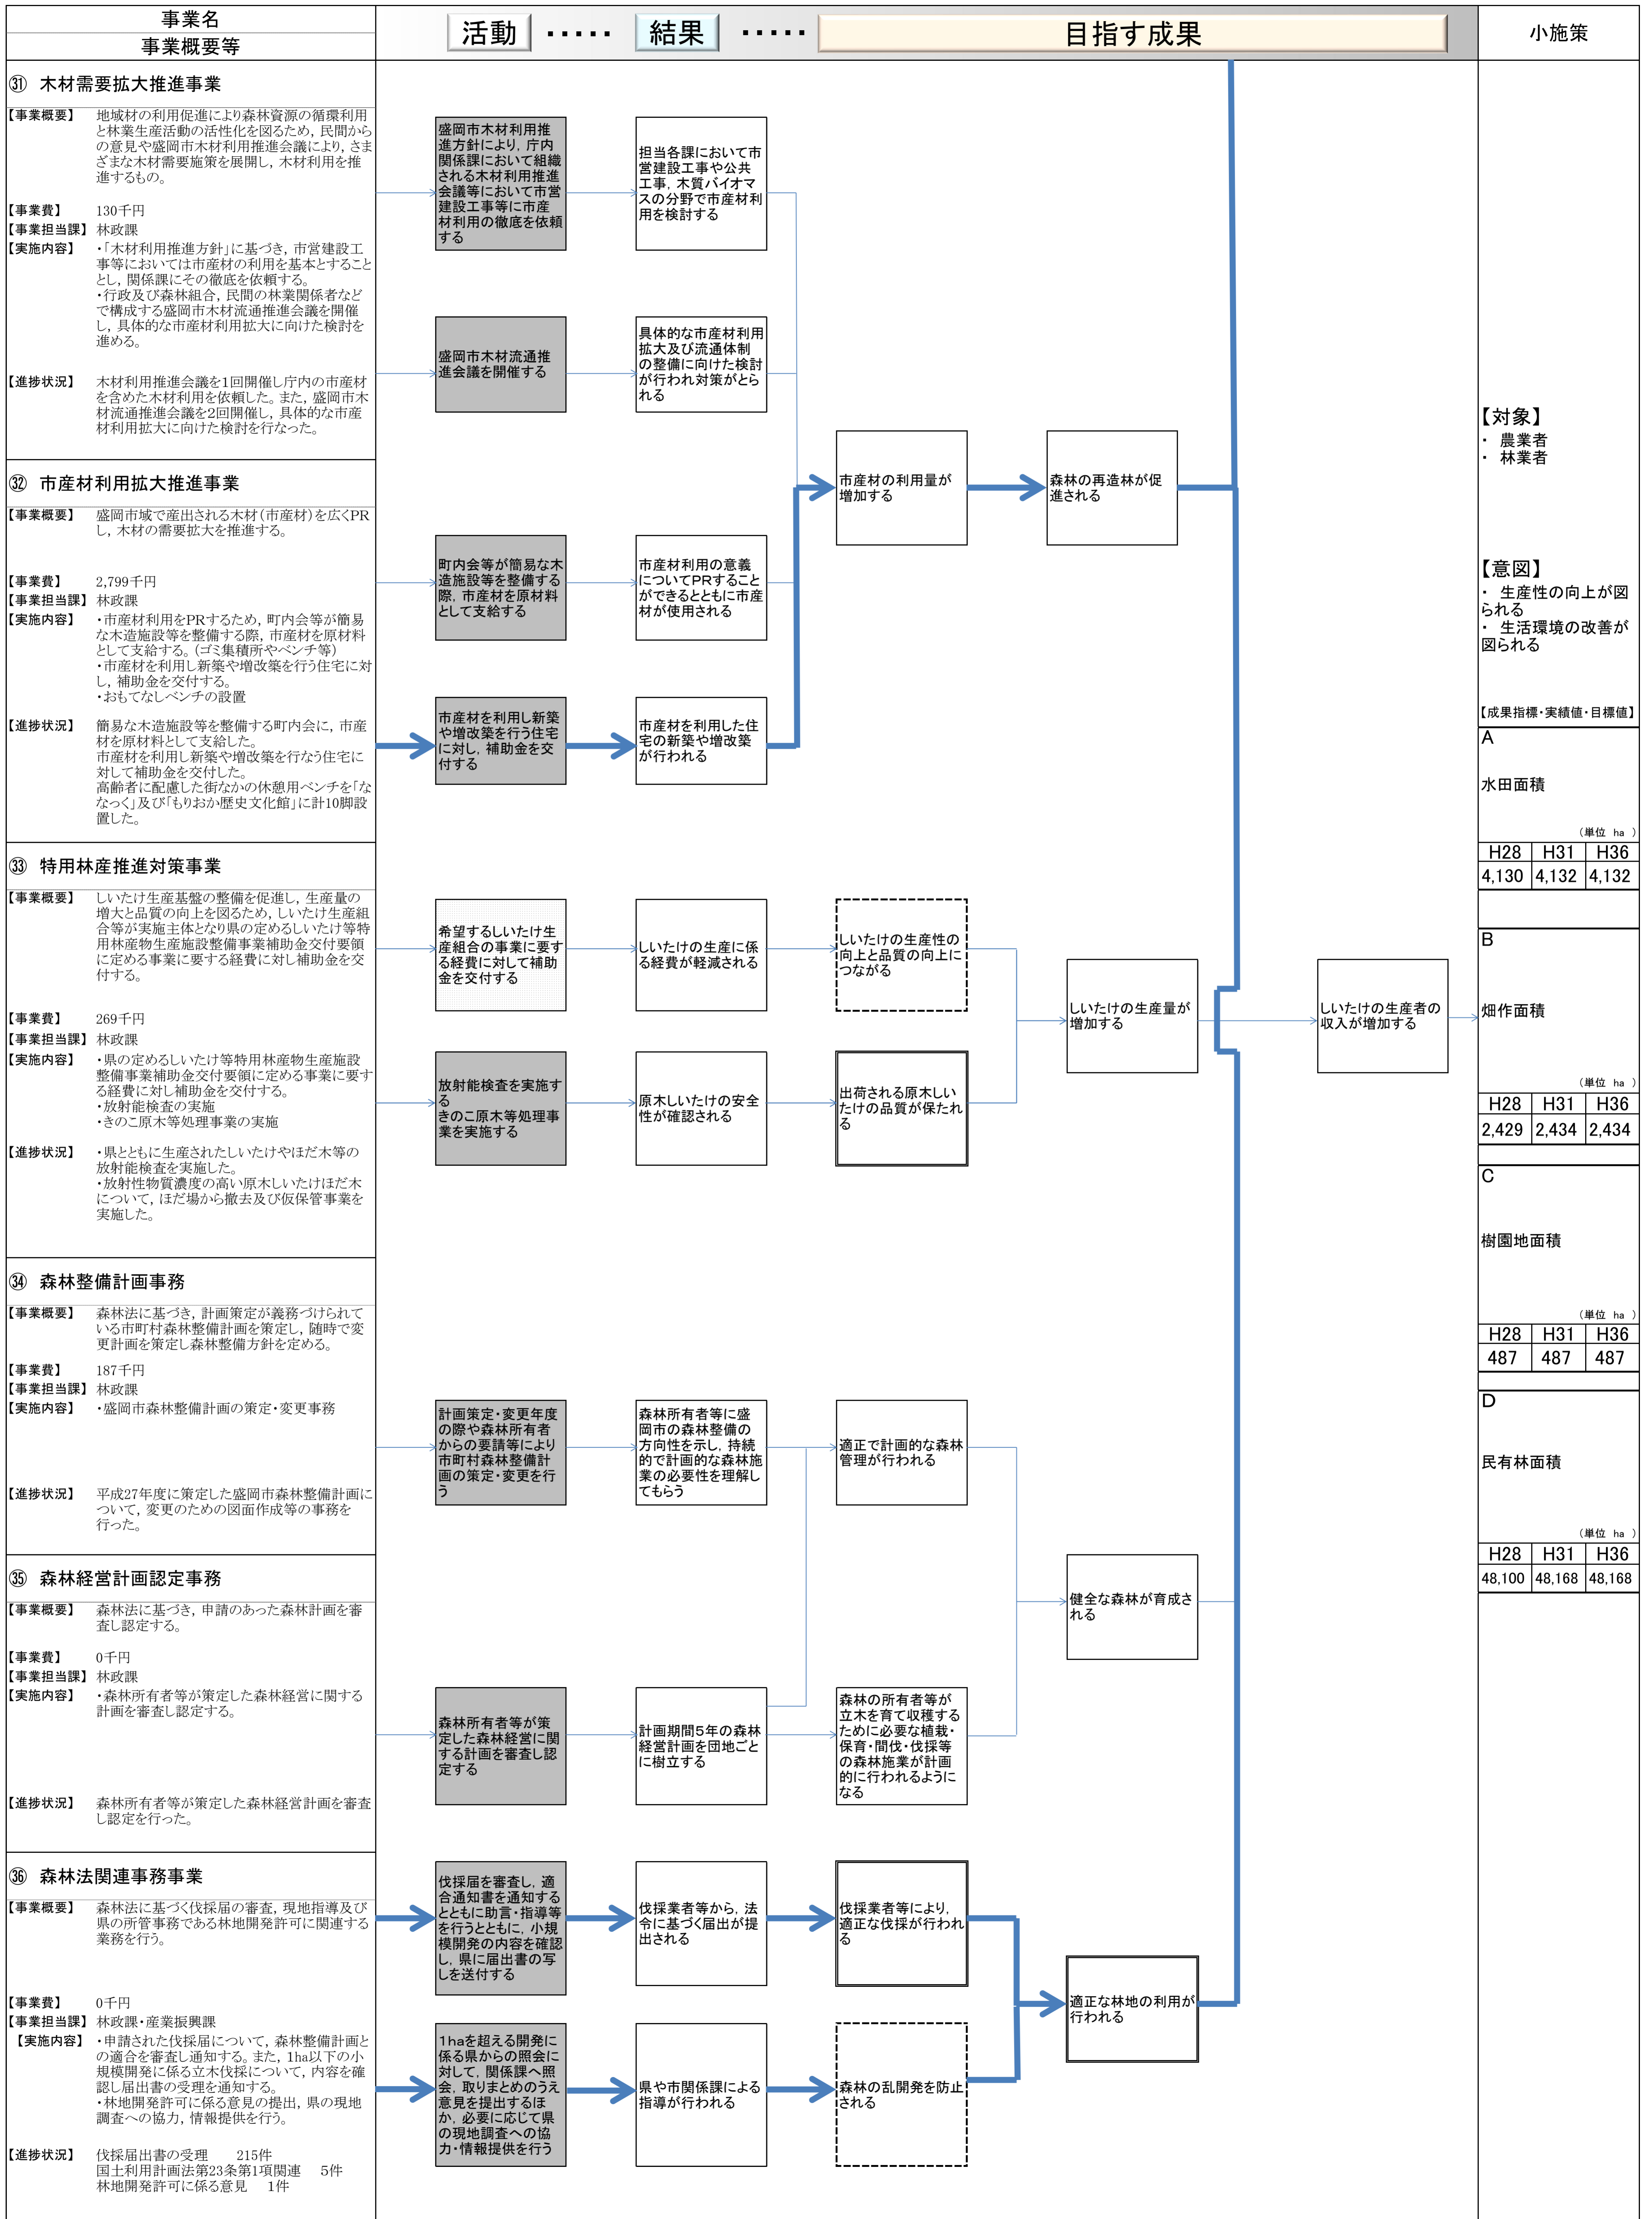 事業名
事業概要等
活動 ・・・・・ 結果 ・・・・・ 目指す成果
小施策
㉛ 木材需要拡大推進事業
【事業概要】 地域材の利用促進により森林資源の循環利用
と林業生産活動の活性化を図るため，民間から
の意見や盛岡市木材利用推進会議により，さま
ざまな木材需要施策を展開し，木材利用を推
進するもの。
【事業費】 130千円
【事業担当課】 林政課
【実施内容】 ・「木材利用推進方針」に基づき，市営建設工
事等においては市産材の利用を基本とすること
とし，関係課にその徹底を依頼する。
・行政及び森林組合，民間の林業関係者など
で構成する盛岡市木材流通推進会議を開催
し，具体的な市産材利用拡大に向けた検討を
進める。
【進捗状況】 木材利用推進会議を1回開催し庁内の市産材
を含めた木材利用を依頼した。また，盛岡市木
材流通推進会議を2回開催し，具体的な市産
材利用拡大に向けた検討を行なった。
盛岡市木材利用推
進方針により，庁内
関係課において組織
される木材利用推進
会議等において市営
建設工事等に市産
材利用の徹底を依頼
する
担当各課において市
営建設工事や公共
工事，木質バイオマ
スの分野で市産材利
用を検討する
盛岡市木材流通推
進会議を開催する
具体的な市産材利用
拡大及び流通体制
の整備に向けた検討
が行われ対策がとら
れる
市産材の利用量が
増加する
森林の再造林が促
進される
㉜ 市産材利用拡大推進事業
【事業概要】 盛岡市域で産出される木材（市産材）を広くPR
し，木材の需要拡大を推進する。
【事業費】 2,799千円
【事業担当課】 林政課
【実施内容】 ・市産材利用をPRするため，町内会等が簡易
な木造施設等を整備する際，市産材を原材料
として支給する。（ゴミ集積所やベンチ等）
・市産材を利用し新築や増改築を行う住宅に対
し，補助金を交付する。
・おもてなしベンチの設置
【進捗状況】 簡易な木造施設等を整備する町内会に，市産
材を原材料として支給した。
市産材を利用し新築や増改築を行なう住宅に
対して補助金を交付した。
高齢者に配慮した街なかの休憩用ベンチを「な
なっく」及び「もりおか歴史文化館」に計10脚設
置した。
町内会等が簡易な木
造施設等を整備する
際，市産材を原材料
として支給する
市産材利用の意義
についてPRすること
ができるとともに市産
材が使用される
市産材を利用し新築
や増改築を行う住宅
に対し，補助金を交
付する
市産材を利用した住
宅の新築や増改築
が行われる
㉝ 特用林産推進対策事業
【事業概要】 しいたけ生産基盤の整備を促進し，生産量の
増大と品質の向上を図るため，しいたけ生産組
合等が実施主体となり県の定めるしいたけ等特
用林産物生産施設整備事業補助金交付要領
に定める事業に要する経費に対し補助金を交
付する。
【事業費】 269千円
【事業担当課】 林政課
【実施内容】 ・県の定めるしいたけ等特用林産物生産施設
整備事業補助金交付要領に定める事業に要す
る経費に対し補助金を交付する。
・放射能検査の実施
・きのこ原木等処理事業の実施
【進捗状況】 ・県とともに生産されたしいたけやほだ木等の
放射能検査を実施した。
・放射性物質濃度の高い原木しいたけほだ木
について，ほだ場から撤去及び仮保管事業を
実施した。
希望するしいたけ生
産組合の事業に要す
る経費に対して補助
金を交付する
しいたけの生産に係
る経費が軽減される
しいたけの生産性の
向上と品質の向上に
つながる
放射能検査を実施す
る
きのこ原木等処理事
業を実施する
原木しいたけの安全
性が確認される
出荷される原木しい
たけの品質が保たれ
る
しいたけの生産量が
増加する
しいたけの生産者の
収入が増加する
㉞ 森林整備計画事務
【事業概要】 森林法に基づき，計画策定が義務づけられて
いる市町村森林整備計画を策定し，随時で変
更計画を策定し森林整備方針を定める。
【事業費】 187千円
【事業担当課】 林政課
【実施内容】 ・盛岡市森林整備計画の策定・変更事務
【進捗状況】 平成27年度に策定した盛岡市森林整備計画に
ついて，変更のための図面作成等の事務を
行った。
計画策定・変更年度
の際や森林所有者
からの要請等により
市町村森林整備計
画の策定・変更を行
う
森林所有者等に盛
岡市の森林整備の
方向性を示し，持続
的で計画的な森林施
業の必要性を理解し
てもらう
適正で計画的な森林
管理が行われる
㉟ 森林経営計画認定事務
【事業概要】 森林法に基づき，申請のあった森林計画を審
査し認定する。
【事業費】 0千円
【事業担当課】 林政課
【実施内容】 ・森林所有者等が策定した森林経営に関する
計画を審査し認定する。
【進捗状況】 森林所有者等が策定した森林経営計画を審査
し認定を行った。
森林所有者等が策
定した森林経営に関
する計画を審査し認
定する
計画期間5年の森林
経営計画を団地ごと
に樹立する
森林の所有者等が
立木を育て収穫する
ために必要な植栽・
保育・間伐・伐採等
の森林施業が計画
的に行われるように
なる
健全な森林が育成さ
れる
㊱ 森林法関連事務事業
【事業概要】 森林法に基づく伐採届の審査，現地指導及び
県の所管事務である林地開発許可に関連する
業務を行う。
【事業費】 0千円
【事業担当課】 林政課・産業振興課
【実施内容】 ・申請された伐採届について，森林整備計画と
の適合を審査し通知する。また，1ha以下の小
規模開発に係る立木伐採について，内容を確
認し届出書の受理を通知する。
・林地開発許可に係る意見の提出，県の現地
調査への協力，情報提供を行う。
【進捗状況】 伐採届出書の受理 215件
国土利用計画法第23条第1項関連 5件
林地開発許可に係る意見 1件
伐採届を審査し，適
合通知書を通知する
とともに助言・指導等
を行うとともに，小規
模開発の内容を確認
し，県に届出書の写
しを送付する
伐採業者等から，法
令に基づく届出が提
出される
伐採業者等により，
適正な伐採が行われ
る
1haを超える開発に
係る県からの照会に
対して，関係課へ照
会，取りまとめのうえ
意見を提出するほ
か，必要に応じて県
の現地調査への協
力・情報提供を行う
県や市関係課による
指導が行われる
森林の乱開発を防止
される
適正な林地の利用が
行われる
【対象】
・ 農業者
・ 林業者
【意図】
・ 生産性の向上が図
られる
・ 生活環境の改善が
図られる
【成果指標・実績値・目標値】
A
水田面積
（単位 ha ）
H28 H31 H36
4,130 4,132 4,132
B
畑作面積
（単位 ha ）
H28 H31 H36
2,429 2,434 2,434
C
樹園地面積
（単位 ha ）
H28 H31 H36
487 487 487
D
民有林面積
（単位 ha ）
H28 H31 H36
48,100 48,168 48,168